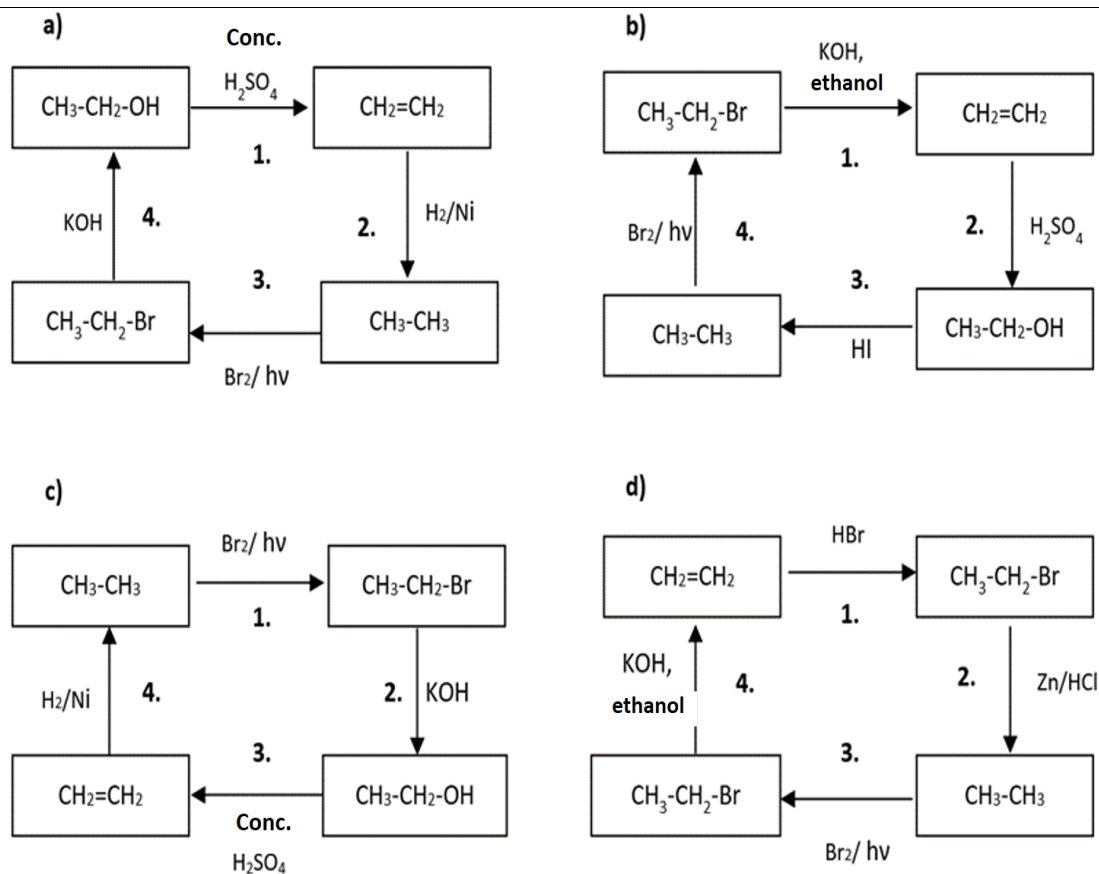 a)
Conc.
H₂SO₄
CH₃-CH₂-OH
CH₂=CH₂
1.
KOH
4.
2.
H₂/Ni
3.
CH₃-CH₂-Br
CH₃-CH₃
Br₂/ hν
b)
KOH,
ethanol
CH₃-CH₂-Br
CH₂=CH₂
1.
Br₂/ hν
4.
2.
H₂SO₄
3.
CH₃-CH₃
CH₃-CH₂-OH
HI
c)
Br₂/ hν
CH₃-CH₃
CH₃-CH₂-Br
1.
H₂/Ni
4.
2.
KOH
3.
CH₂=CH₂
CH₃-CH₂-OH
Conc.
H₂SO₄
d)
HBr
CH₂=CH₂
CH₃-CH₂-Br
1.
KOH,
ethanol
4.
2.
Zn/HCl
3.
CH₃-CH₂-Br
CH₃-CH₃
Br₂/ hν